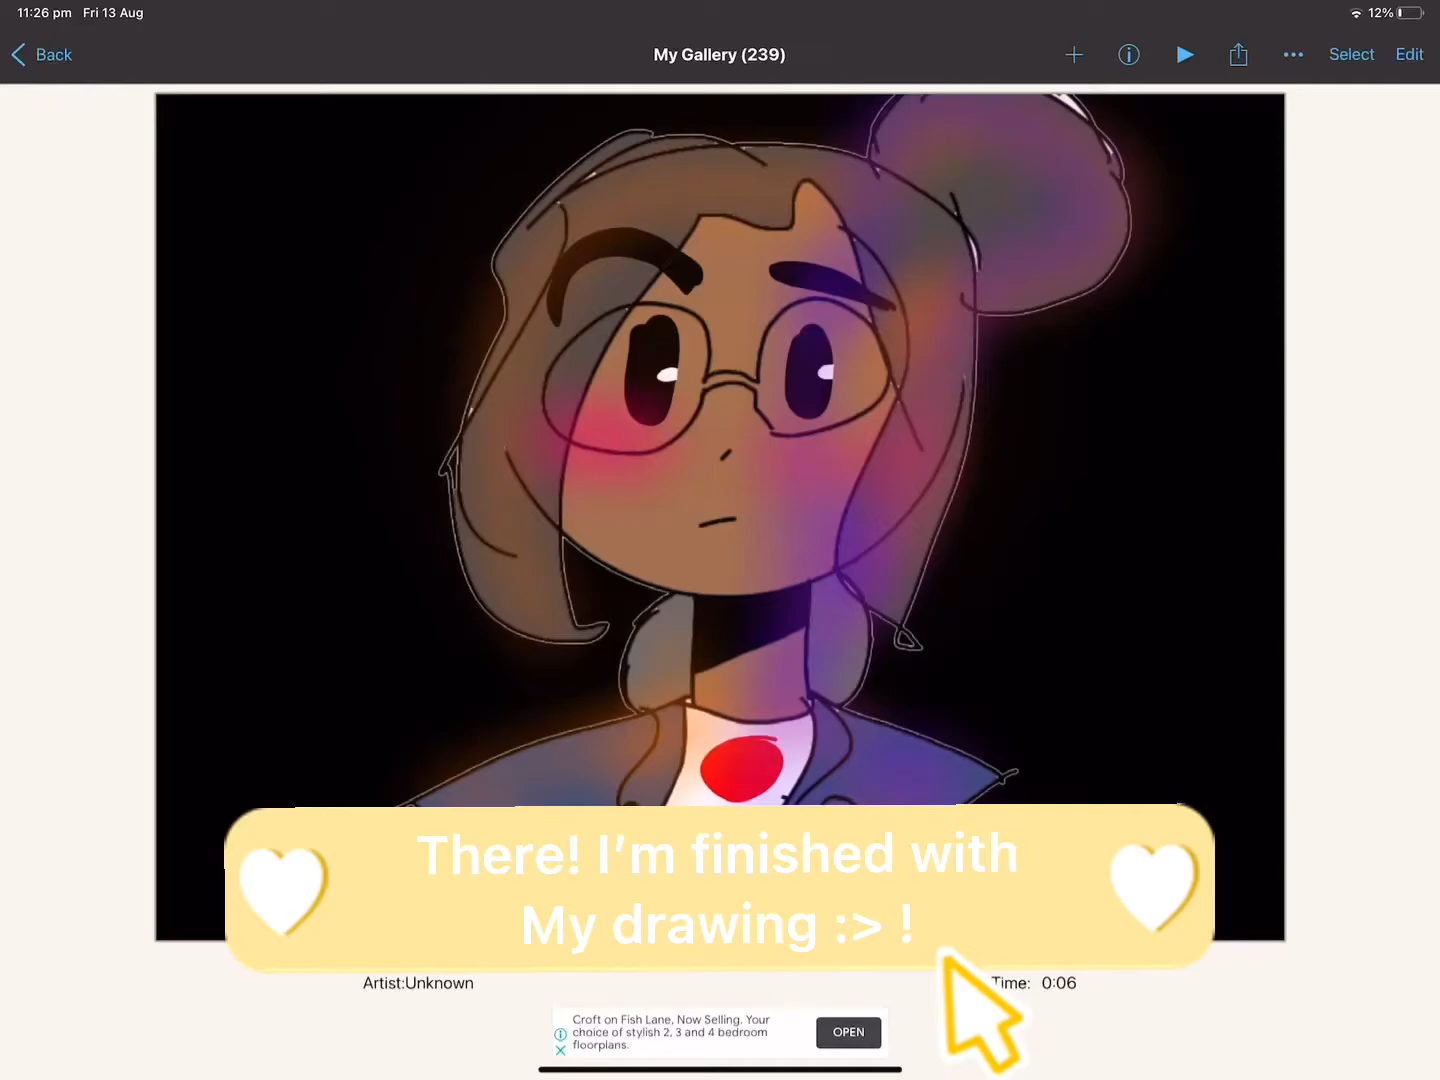 11:26 pm Fri 13 Aug
12%
Back
My Gallery (239)
Select
Edit
There! I'm finished with
My drawing :> !
Artist:Unknown
Time: 0:06
Croft on Fish Lane, Now Selling. Your
choice of stylish 2, 3 and 4 bedroom
floorplans.
OPEN